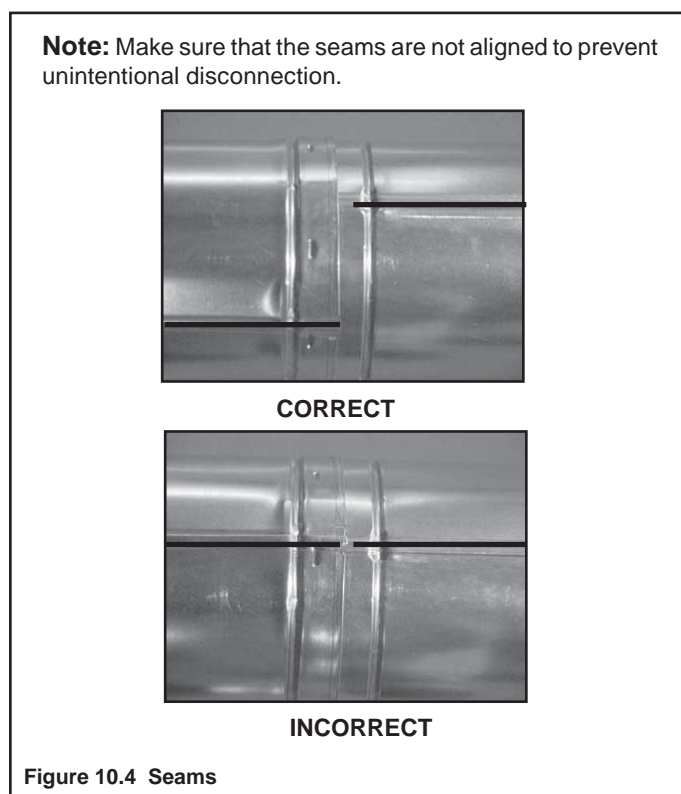 Note: Make sure that the seams are not aligned to prevent
unintentional disconnection.
CORRECT
INCORRECT
Figure 10.4 Seams